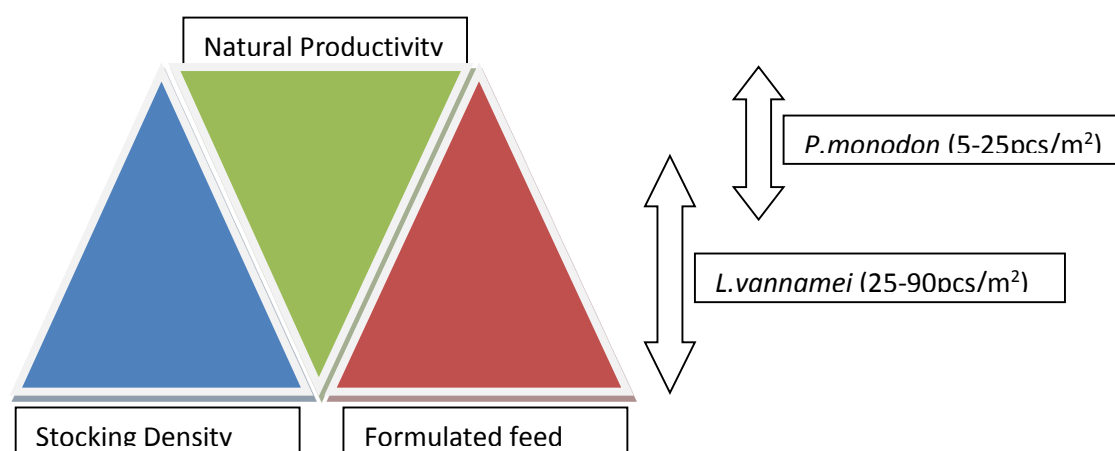 Natural Productivity
P.monodon (5-25pcs/m²)
L.vannamei (25-90pcs/m²)
Stocking Density
Formulated feed